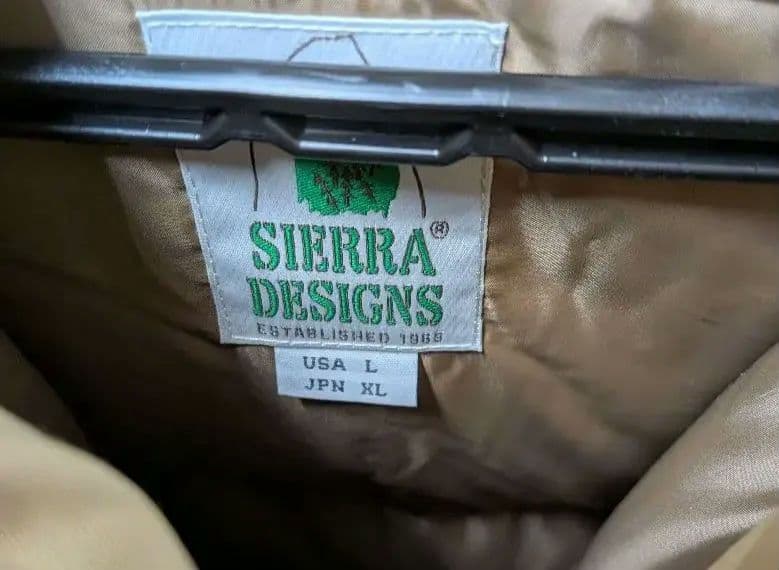 SIERRA®
DESIGNS
ESTABLISHED 1965
USA L
JPN XL